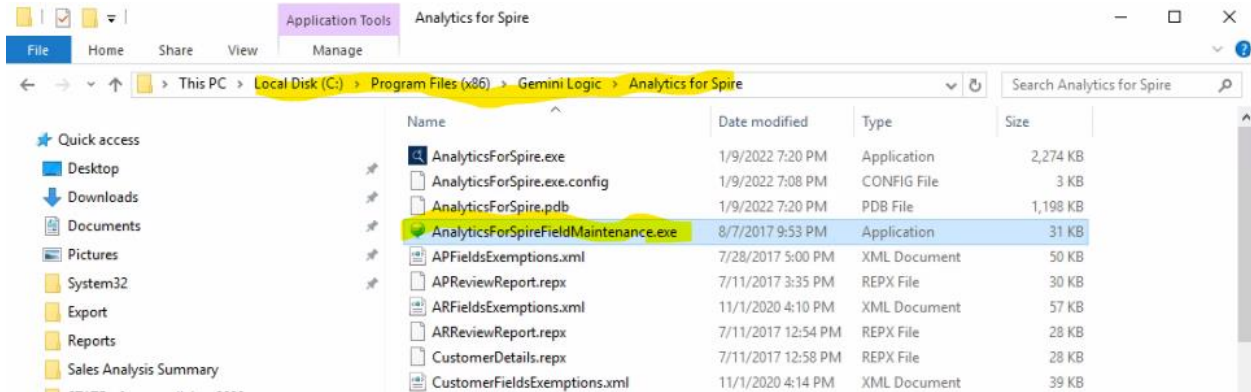 Application Tools Analytics for Spire
File Home Share View Manage
This PC > Local Disk (C:) > Program Files (x86) > Gemini Logic > Analytics for Spire Search Analytics for Spire
Name Date modified Type Size
Quick access
AnalyticsForSpire.exe 1/9/2022 7:20 PM Application 2,274 KB
Desktop
AnalyticsForSpire.exe.config 1/9/2022 7:08 PM CONFIG File 3 KB
Downloads
AnalyticsForSpire.pdb 1/9/2022 7:20 PM PDB File 1,198 KB
Documents
AnalyticsForSpireFieldMaintenance.exe 8/7/2017 9:53 PM Application 31 KB
Pictures
APFieldsExemptions.xml 7/28/2017 5:00 PM XML Document 50 KB
System32
APReviewReport.repx 7/11/2017 3:35 PM REPX File 30 KB
Export
ARFieldsExemptions.xml 11/1/2020 4:10 PM XML Document 57 KB
Reports
ARReviewReport.repx 7/11/2017 12:54 PM REPX File 28 KB
Sales Analysis Summary
CustomerDetails.repx 7/11/2017 12:58 PM REPX File 28 KB
CustomerFieldsExemptions.xml 11/1/2020 4:14 PM XML Document 39 KB